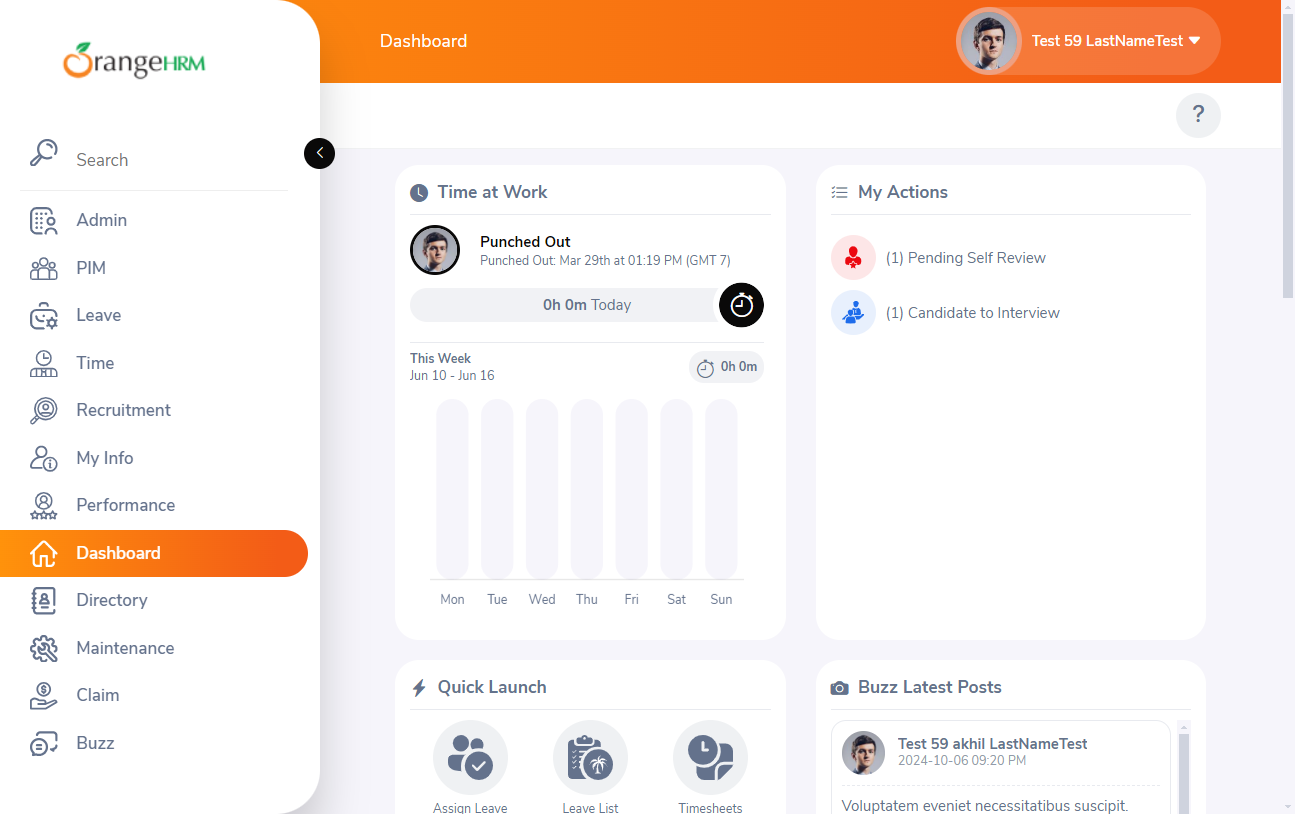 OrangeHRM
Search
Admin
PIM
Leave
Time
Recruitment
My Info
Performance
Dashboard
Directory
Maintenance
Claim
Buzz
Dashboard
Test 59 LastNameTest
?
Time at Work
Punched Out
Punched Out: Mar 29th at 01:19 PM (GMT 7)
0h 0m Today
This Week
Jun 10 - Jun 16
0h 0m
Mon Tue Wed Thu Fri Sat Sun
My Actions
(1) Pending Self Review
(1) Candidate to Interview
Quick Launch
Assign Leave
Leave List
Timesheets
Buzz Latest Posts
Test 59 akhil LastNameTest
2024-10-06 09:20 PM
Voluptatem eveniet necessitatibus suscipit.